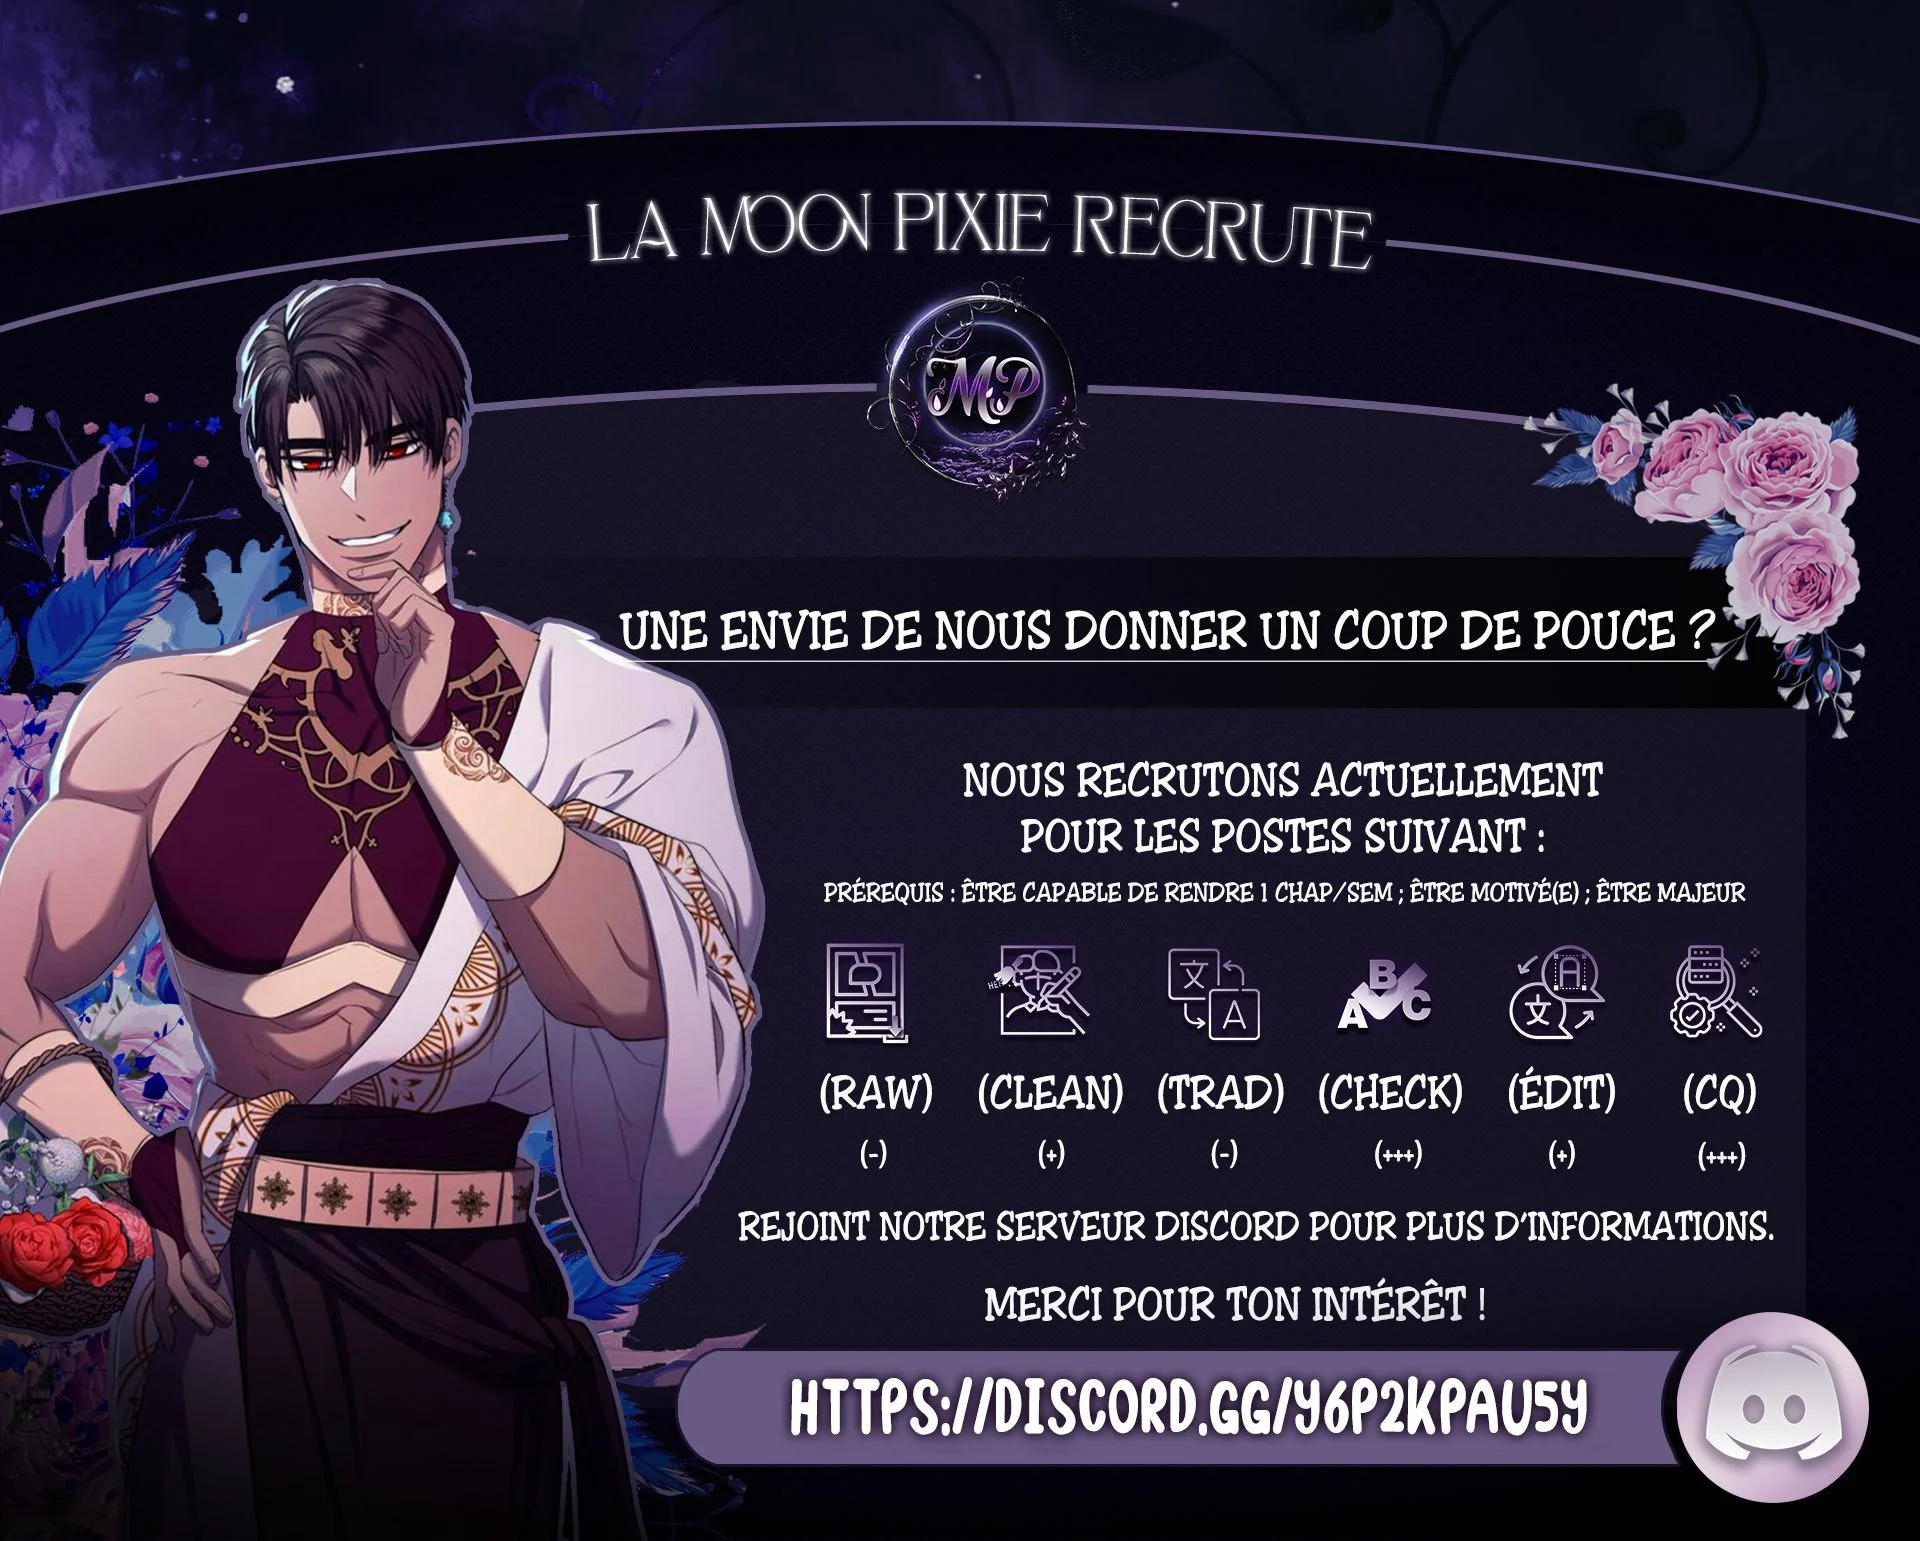 LA MOON PIXIE RECRUTE
MP
UNE ENVIE DE NOUS DONNER UN COUP DE POUCE ?
NOUS RECRUTONS ACTUELLEMENT
POUR LES POSTES SUIVANT :
PRÉREQUIS : ÊTRE CAPABLE DE RENDRE 1 CHAP/SEM ; ÊTRE MOTIVÉ(E) ; ÊTRE MAJEUR
文 A
A B C
文 A
(RAW) (CLEAN) (TRAD) (CHECK) (ÉDIT) (CQ)
(-) (+) (-) (+++) (+) (+++)
REJOINT NOTRE SERVEUR DISCORD POUR PLUS D'INFORMATIONS.
MERCI POUR TON INTÉRÊT !
HTTPS://DISCORD.GG/Y6P2KPAU5Y